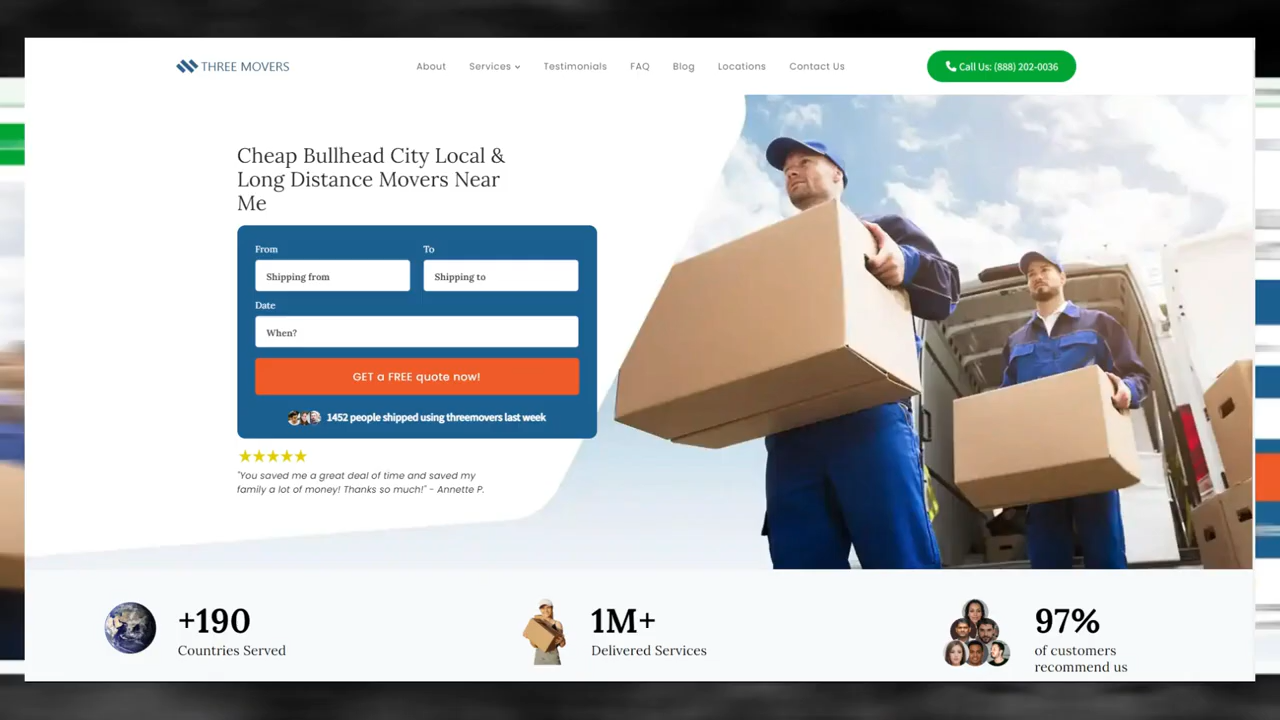 THREE MOVERS
About Services Testimonials FAQ Blog Locations Contact Us
Call Us: (888) 202-0036
Cheap Bullhead City Local &
Long Distance Movers Near
Me
From To
Shipping from Shipping to
Date
When?
GET a FREE quote now!
1452 people shipped using threemovers last week
"You saved me a great deal of time and saved my
family a lot of money! Thanks so much!" - Annette P.
+190
Countries Served
1M+
Delivered Services
97%
of customers
recommend us